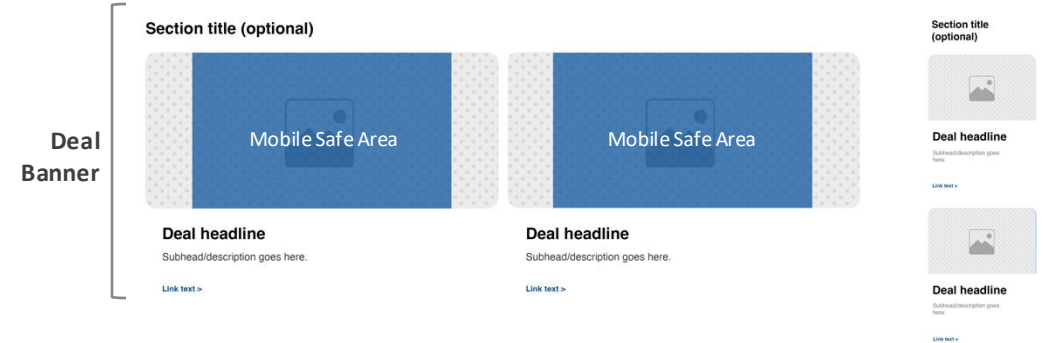 Deal
Banner
Section title (optional)
Mobile Safe Area
Mobile Safe Area
Deal headline
Subhead/description goes here.
Link text >
Deal headline
Subhead/description goes here.
Link text >
Section title
(optional)
Deal headline
Subhead/description goes
here.
Link text >
Deal headline
Subhead/description goes
here.
Link text >